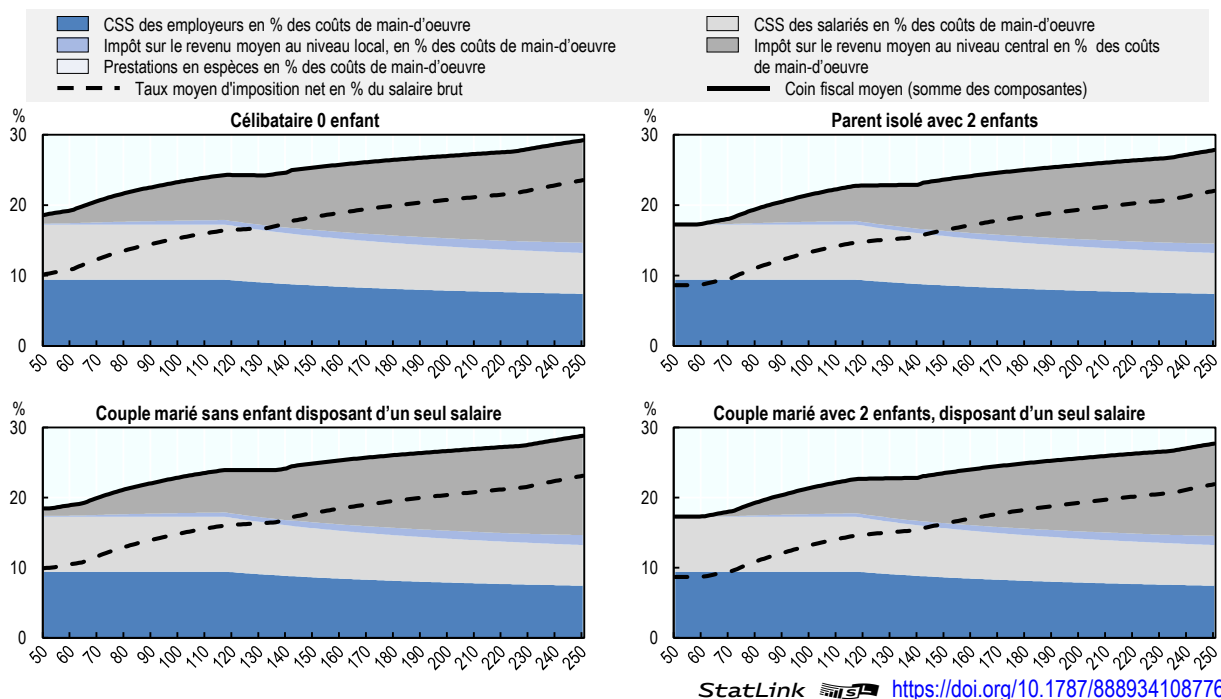 CSS des employeurs en % des coûts de main-d'oeuvre
CSS des salariés en % des coûts de main-d'oeuvre
Impôt sur le revenu moyen au niveau local, en % des coûts de main-d'oeuvre
Impôt sur le revenu moyen au niveau central en % des coûts
de main-d'oeuvre
Prestations en espèces en % des coûts de main-d'oeuvre
Taux moyen d'imposition net en % du salaire brut
Coin fiscal moyen (somme des composantes)
%
Célibataire 0 enfant
30
20
10
0
50 60 70 80 90 100 110 120 130 140 150 160 170 180 190 200 210 220 230 240 250
%
Parent isolé avec 2 enfants
30
20
10
0
50 60 70 80 90 100 110 120 130 140 150 160 170 180 190 200 210 220 230 240 250
%
Couple marié sans enfant disposant d'un seul salaire
30
20
10
0
50 60 70 80 90 100 110 120 130 140 150 160 170 180 190 200 210 220 230 240 250
%
Couple marié avec 2 enfants, disposant d'un seul salaire
30
20
10
0
50 60 70 80 90 100 110 120 130 140 150 160 170 180 190 200 210 220 230 240 250
StatLink https://doi.org/10.1787/888934108776